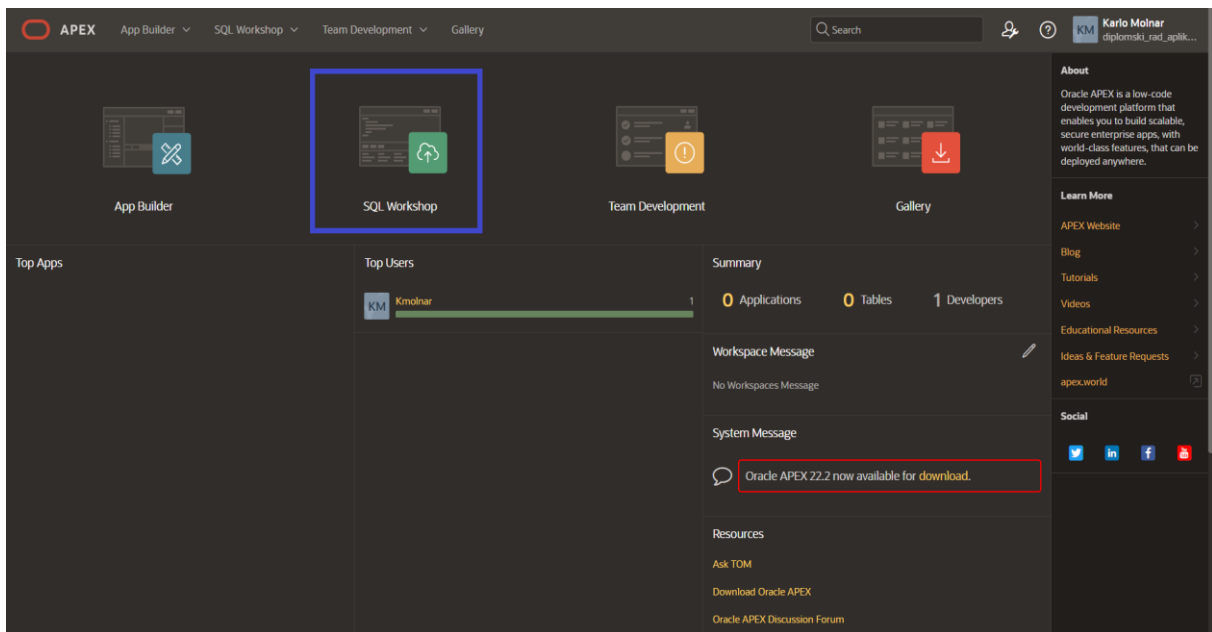 APEX App Builder SQL Workshop Team Development Gallery Search KM Karlo Molnar
diplomski_rad_aplik...
App Builder
SQL Workshop
Team Development
Gallery
Top Apps
Top Users
KM Kmolnar 1
Summary
0 Applications 0 Tables 1 Developers
Workspace Message
No Workspaces Message
System Message
Oracle APEX 22.2 now available for download.
Resources
Ask TOM
Download Oracle APEX
Oracle APEX Discussion Forum
About
Oracle APEX is a low-code
development platform that
enables you to build scalable,
secure enterprise apps, with
world-class features, that can be
deployed anywhere.
Learn More
APEX Website
Blog
Tutorials
Videos
Educational Resources
Ideas & Feature Requests
apex.world
Social